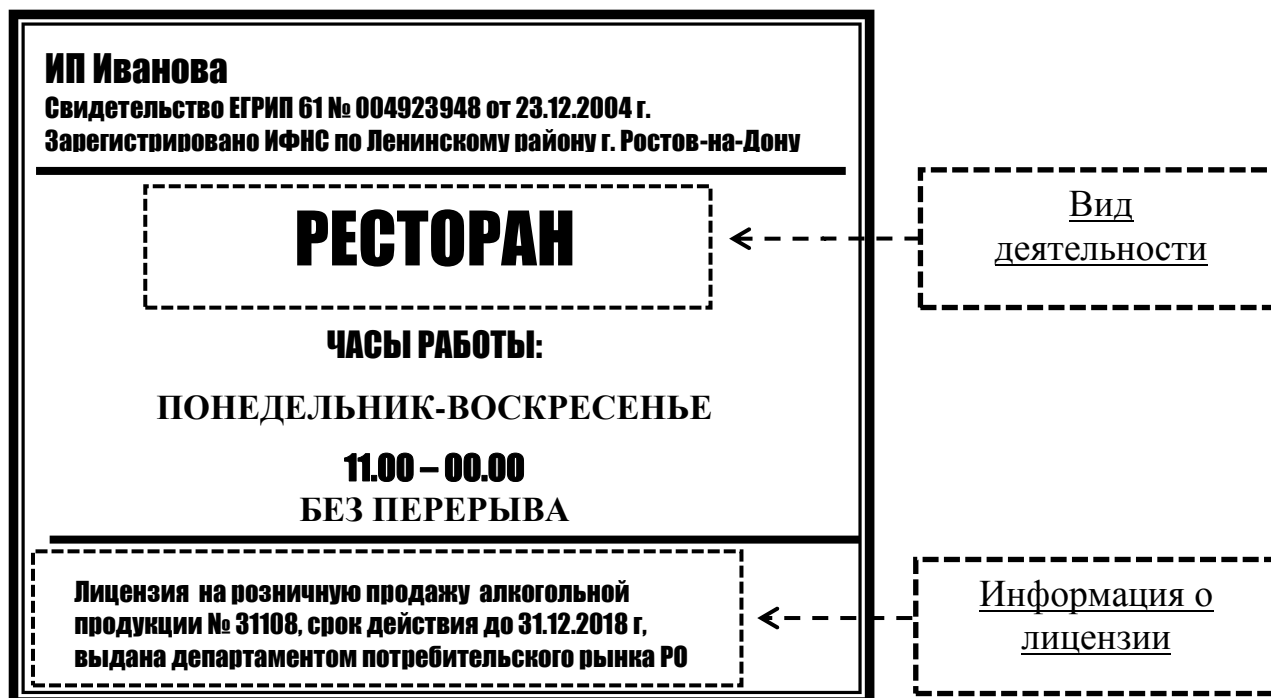 ИП Иванова
Свидетельство ЕГРИП 61 № 004923948 от 23.12.2004 г.
Зарегистрировано ИФНС по Ленинскому району г. Ростов-на-Дону
РЕСТОРАН
Вид
деятельности
ЧАСЫ РАБОТЫ:
ПОНЕДЕЛЬНИК-ВОСКРЕСЕНЬЕ
11.00 – 00.00
БЕЗ ПЕРЕРЫВА
Лицензия на розничную продажу алкогольной
продукции № 31108, срок действия до 31.12.2018 г,
выдана департаментом потребительского рынка РО
Информация о
лицензии